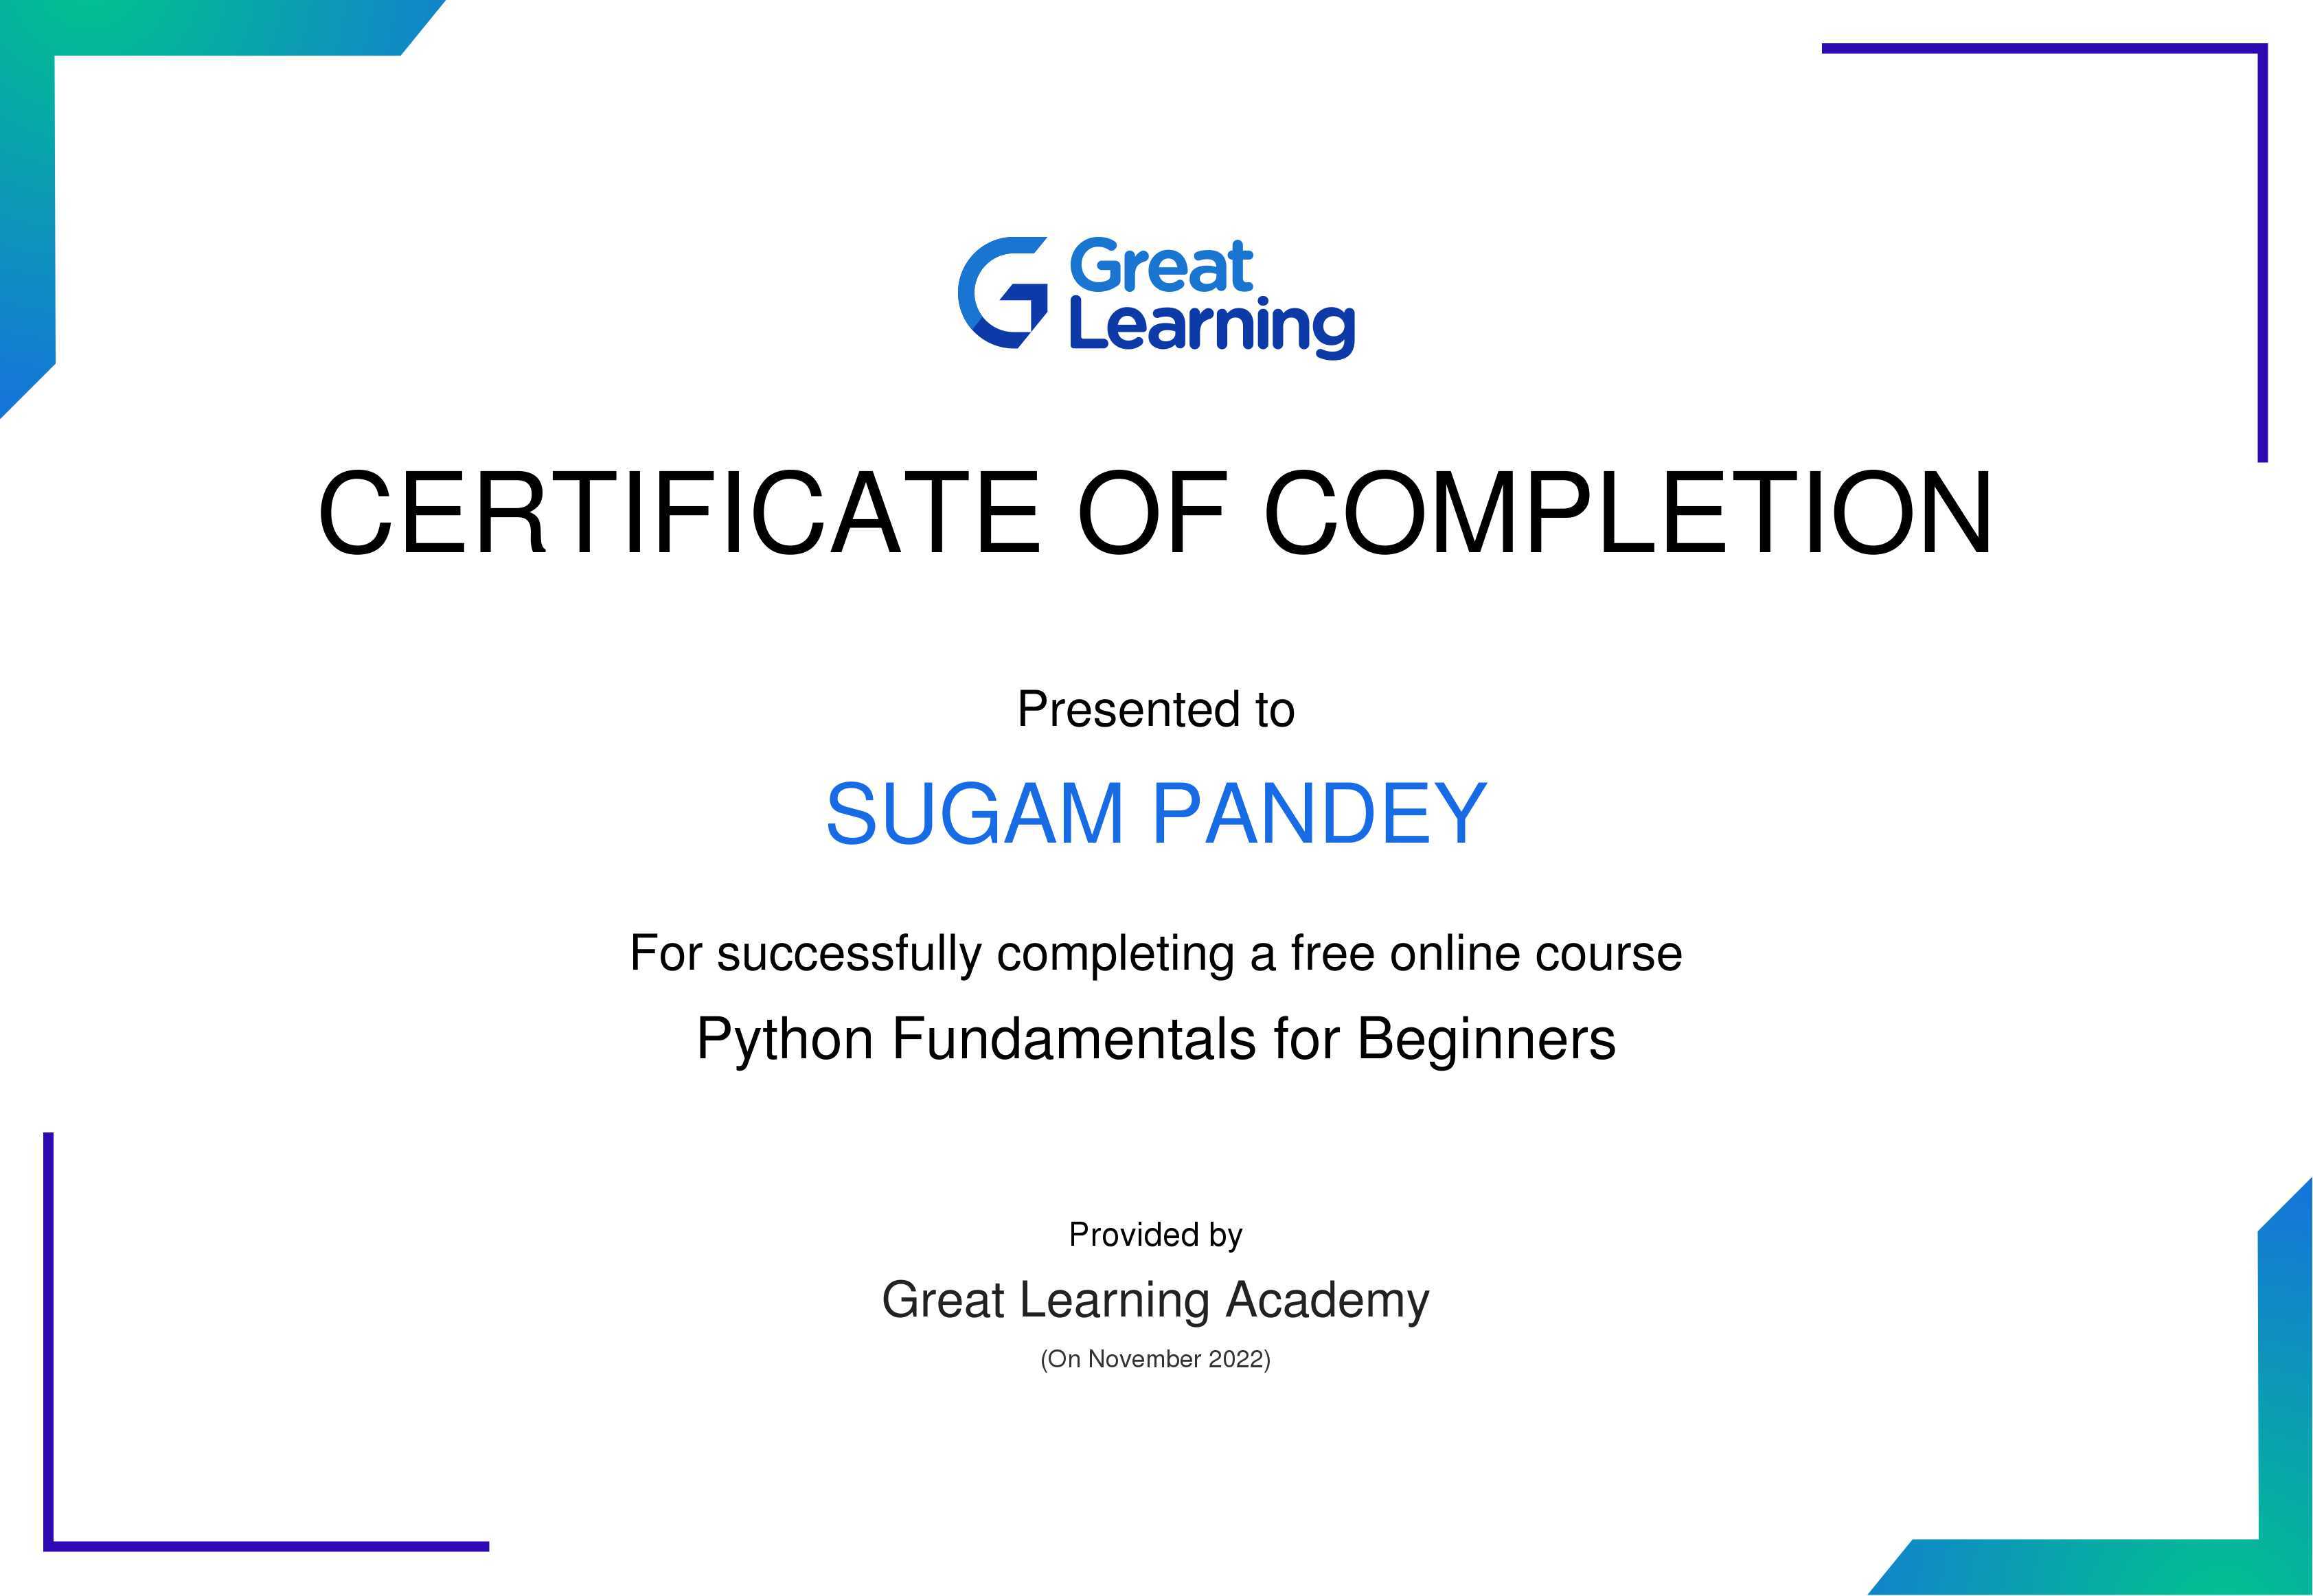 Great
Learning
CERTIFICATE OF COMPLETION
Presented to
SUGAM PANDEY
For successfully completing a free online course
Python Fundamentals for Beginners
Provided by
Great Learning Academy
(On November 2022)